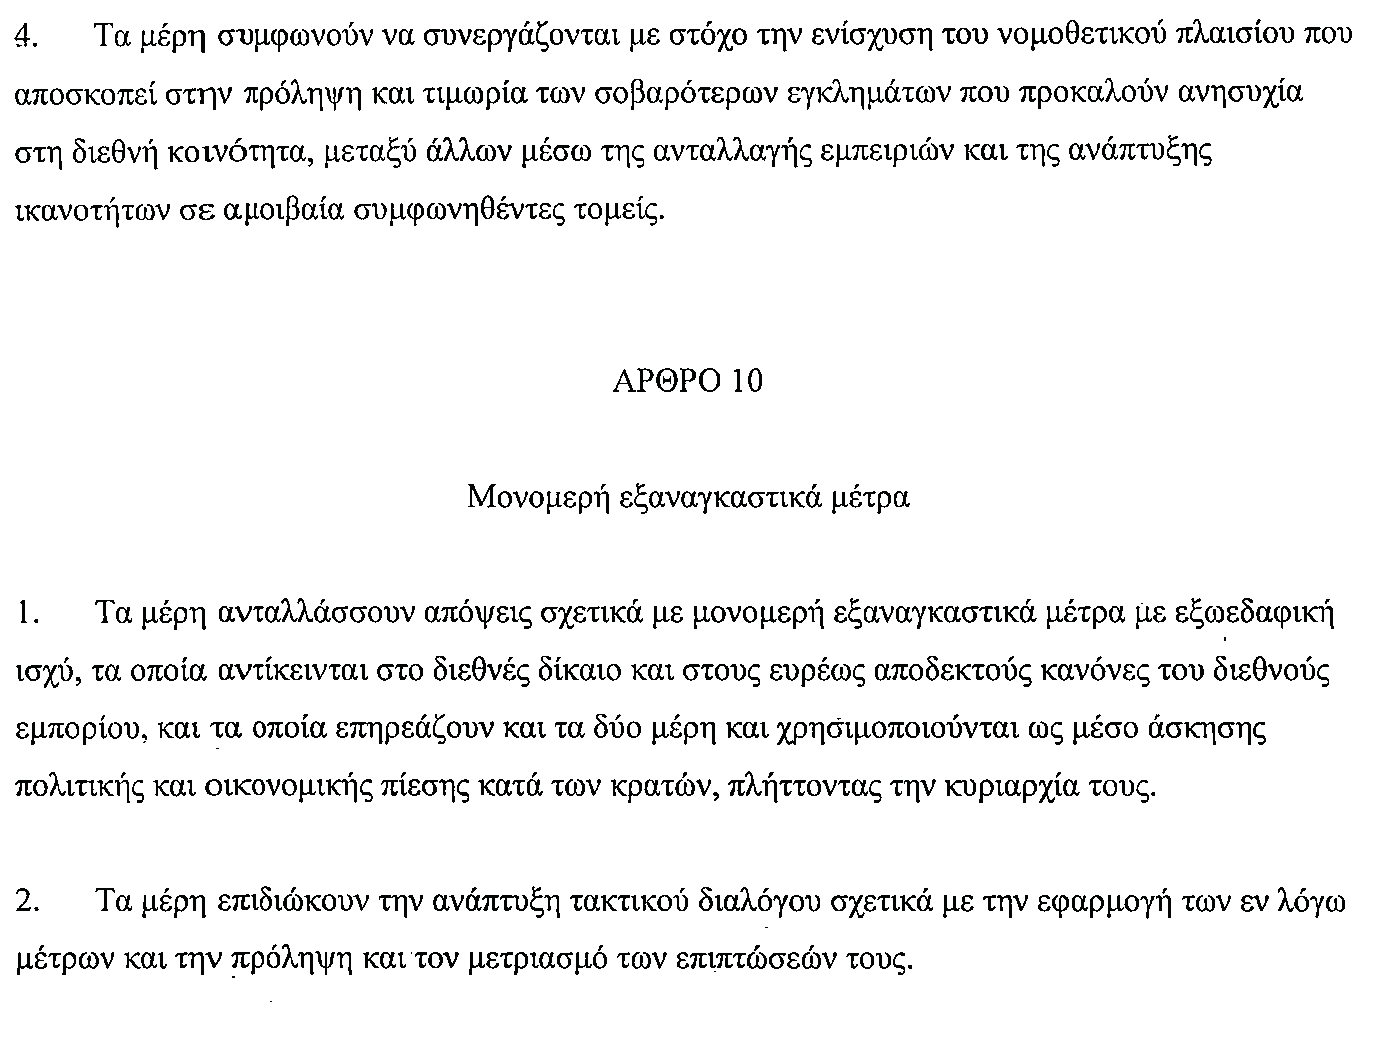 4. Τα μέρη συμφωνούν να συνεργάζονται με στόχο την ενίσχυση του νομοθετικού πλαισίου που
αποσκοπεί στην πρόληψη και τιμωρία των σοβαρότερων εγκλημάτων που προκαλούν ανησυχία
στη διεθνή κοινότητα, μεταξύ άλλων μέσω της ανταλλαγής εμπειριών και της ανάπτυξης
ικανοτήτων σε αμοιβαία συμφωνηθέντες τομείς.
ΑΡΘΡΟ 10
Μονομερή εξαναγκαστικά μέτρα
1. Τα μέρη ανταλλάσσουν απόψεις σχετικά με μονομερή εξαναγκαστικά μέτρα με εξωεδαφική
ισχύ, τα οποία αντίκεινται στο διεθνές δίκαιο και στους ευρέως αποδεκτούς κανόνες του διεθνούς
εμπορίου, και τα οποία επηρεάζουν και τα δύο μέρη και χρησιμοποιούνται ως μέσο άσκησης
πολιτικής και οικονομικής πίεσης κατά των κρατών, πλήττοντας την κυριαρχία τους.
2. Τα μέρη επιδιώκουν την ανάπτυξη τακτικού διαλόγου σχετικά με την εφαρμογή των εν λόγω
μέτρων και την πρόληψη και τον μετριασμό των επιπτώσεών τους.